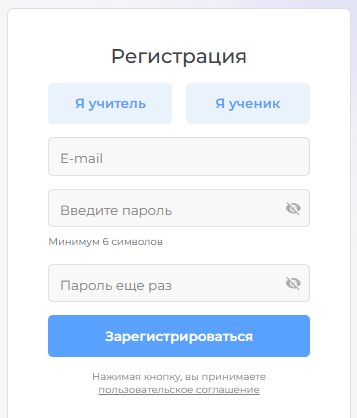 Регистрация
Я учитель
Я ученик
E-mail
Введите пароль
Минимум 6 символов
Пароль еще раз
Зарегистрироваться
Нажимая кнопку, вы принимаете
пользовательское соглашение